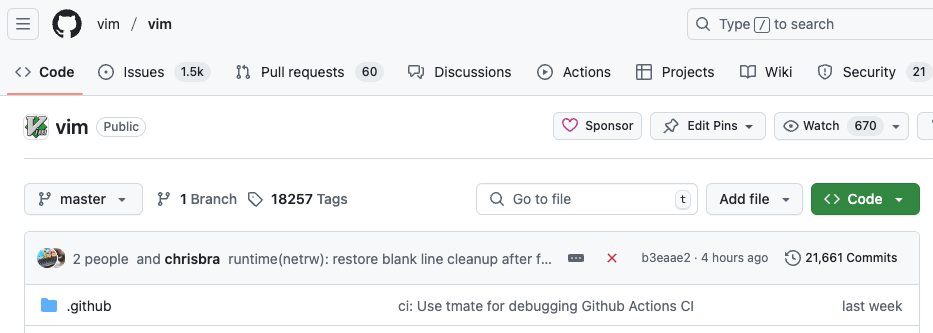 vim / vim Type / to search
Code Issues 1.5k Pull requests 60 Discussions Actions Projects Wiki Security 21
vim Public Sponsor Edit Pins Watch 670
master 1 Branch 18257 Tags Go to file t Add file Code
2 people and chrisbra runtime(netrw): restore blank line cleanup after f... b3eaae2 · 4 hours ago 21,661 Commits
.github ci: Use tmate for debugging Github Actions CI last week